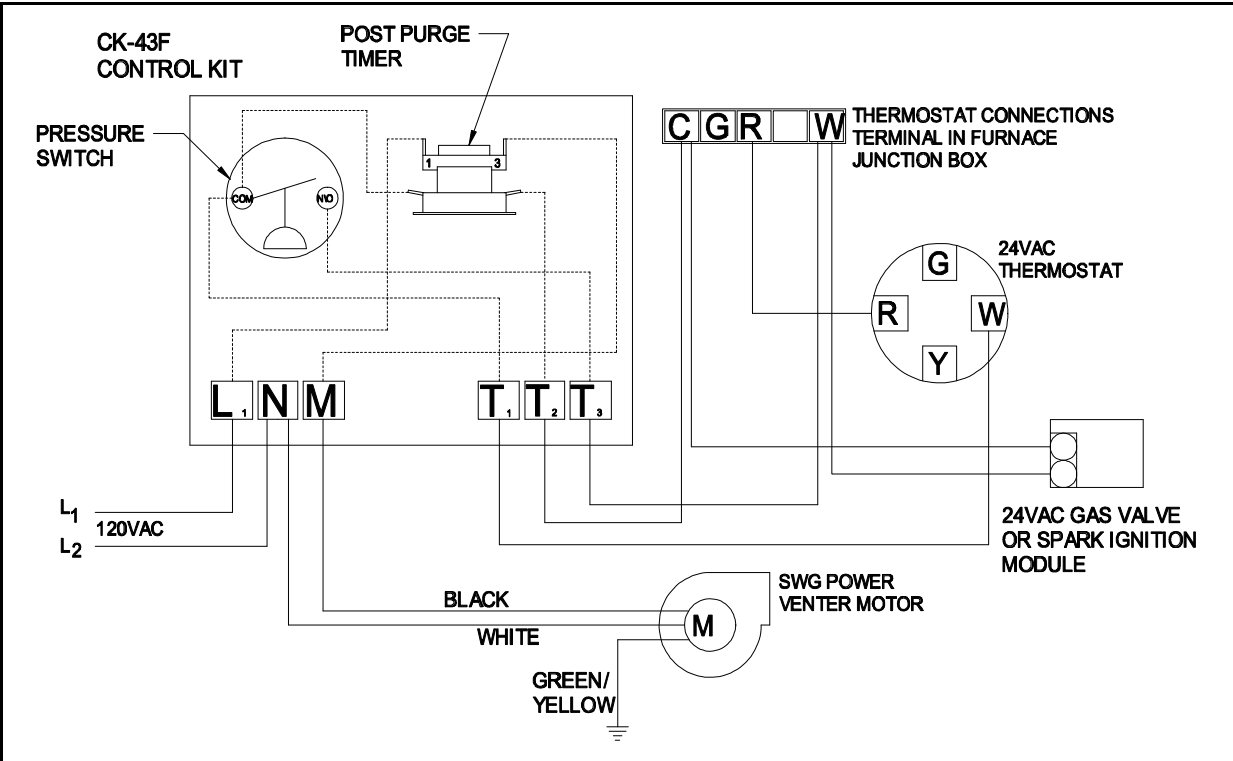 CK-43F
CONTROL KIT
POST PURGE
TIMER
PRESSURE
SWITCH
COM
N\O
1 3
C G R W
THERMOSTAT CONNECTIONS
TERMINAL IN FURNACE
JUNCTION BOX
24VAC
THERMOSTAT
G
R W
Y
L1 N M T1 T2 T3
L1
120VAC
L2
24VAC GAS VALVE
OR SPARK IGNITION
MODULE
BLACK
WHITE
GREEN/
YELLOW
M
SWG POWER
VENTER MOTOR